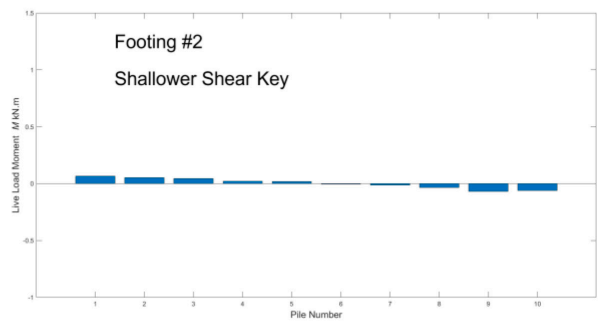 1.5
Footing #2
1
Shallower Shear Key
0.5
Live Load Moment M kN.m
0
-0.5
-1
1 2 3 4 5 6 7 8 9 10
Pile Number